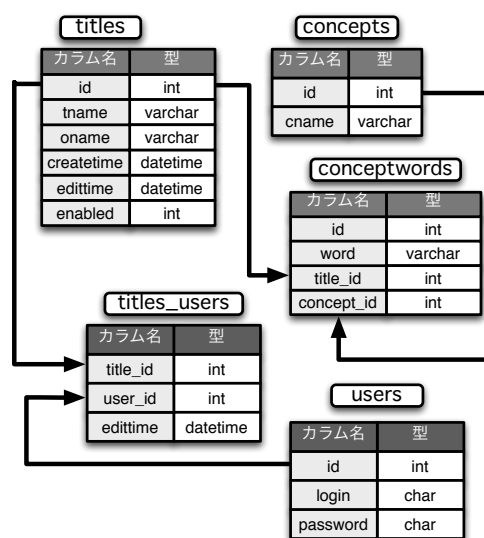 titles
カラム名 型
id int
tname varchar
oname varchar
createtime datetime
edittime datetime
enabled int
concepts
カラム名 型
id int
cname varchar
conceptwords
カラム名 型
id int
word varchar
title_id int
concept_id int
titles_users
カラム名 型
title_id int
user_id int
edittime datetime
users
カラム名 型
id int
login char
password char